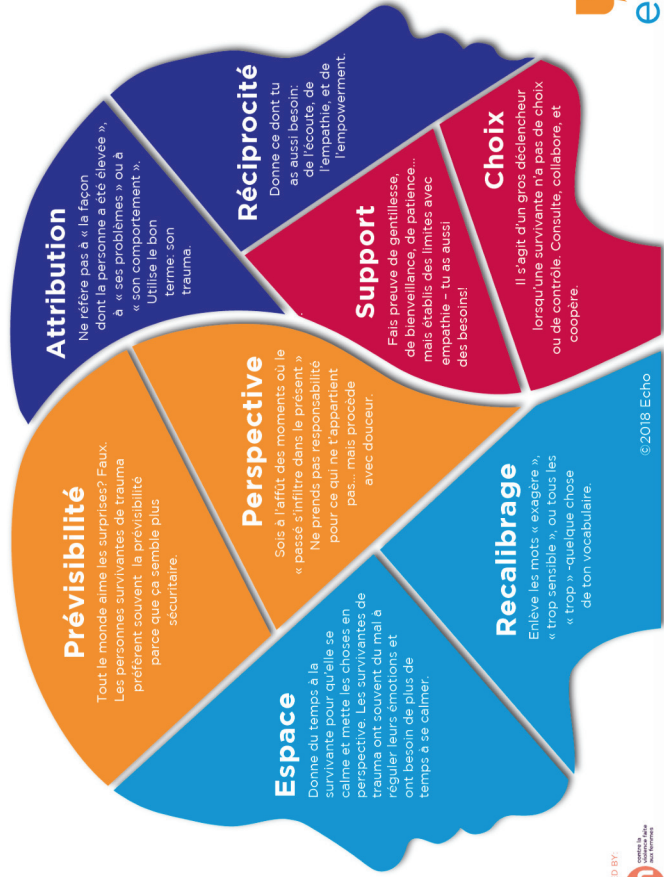 Prévisibilité
Tout le monde aime les surprises? Faux.
Les personnes survivantes de trauma
préfèrent souvent la prévisibilité
parce que ça semble plus
sécuritaire.
Attribution
Ne réfère pas à « la façon
dont la personne a été élevée »,
à « ses problèmes » ou à
« son comportement ».
Utilise le bon
terme: son
trauma.
Perspective
Sois à l'affût des moments où le
« passé s'infiltre dans le présent »
Ne prends pas responsabilité
pour ce qui ne t'appartient
pas... mais procède
avec douceur.
Réciprocité
Donne ce dont tu
as aussi besoin:
de l'écoute, de
l'empathie, et de
l'empowerment.
Espace
Donne du temps à la
survivante pour qu'elle se
calme et mette les choses en
perspective. Les survivantes de
trauma ont souvent du mal à
réguler leurs émotions et
ont besoin de plus de
temps à se calmer.
Support
Fais preuve de gentillesse,
de bienveillance, de patience...
mais établis des limites avec
empathie – tu as aussi
des besoins!
Recalibrage
Enlève les mots « exagère »,
« trop sensible », ou tous les
« trop » -quelque chose
de ton vocabulaire.
Choix
Il s'agit d'un gros déclencheur
lorsqu'une survivante n'a pas de choix
ou de contrôle. Consulte, collabore, et
coopère.
©2018 Echo
D BY:
contre la
violence faite
aux femmes
e